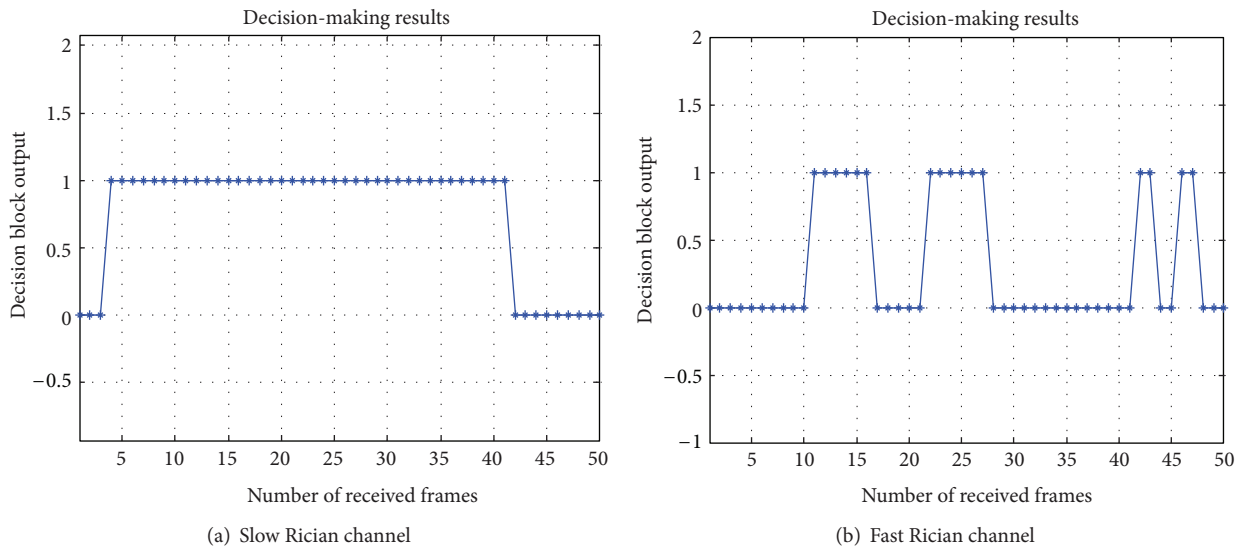 Decision-making results
2
1.5
1
0.5
0
−0.5
Decision block output
5 10 15 20 25 30 35 40 45 50
Number of received frames
(a) Slow Rician channel
Decision-making results
2
1.5
1
0.5
0
−0.5
−1
Decision block output
5 10 15 20 25 30 35 40 45 50
Number of received frames
(b) Fast Rician channel